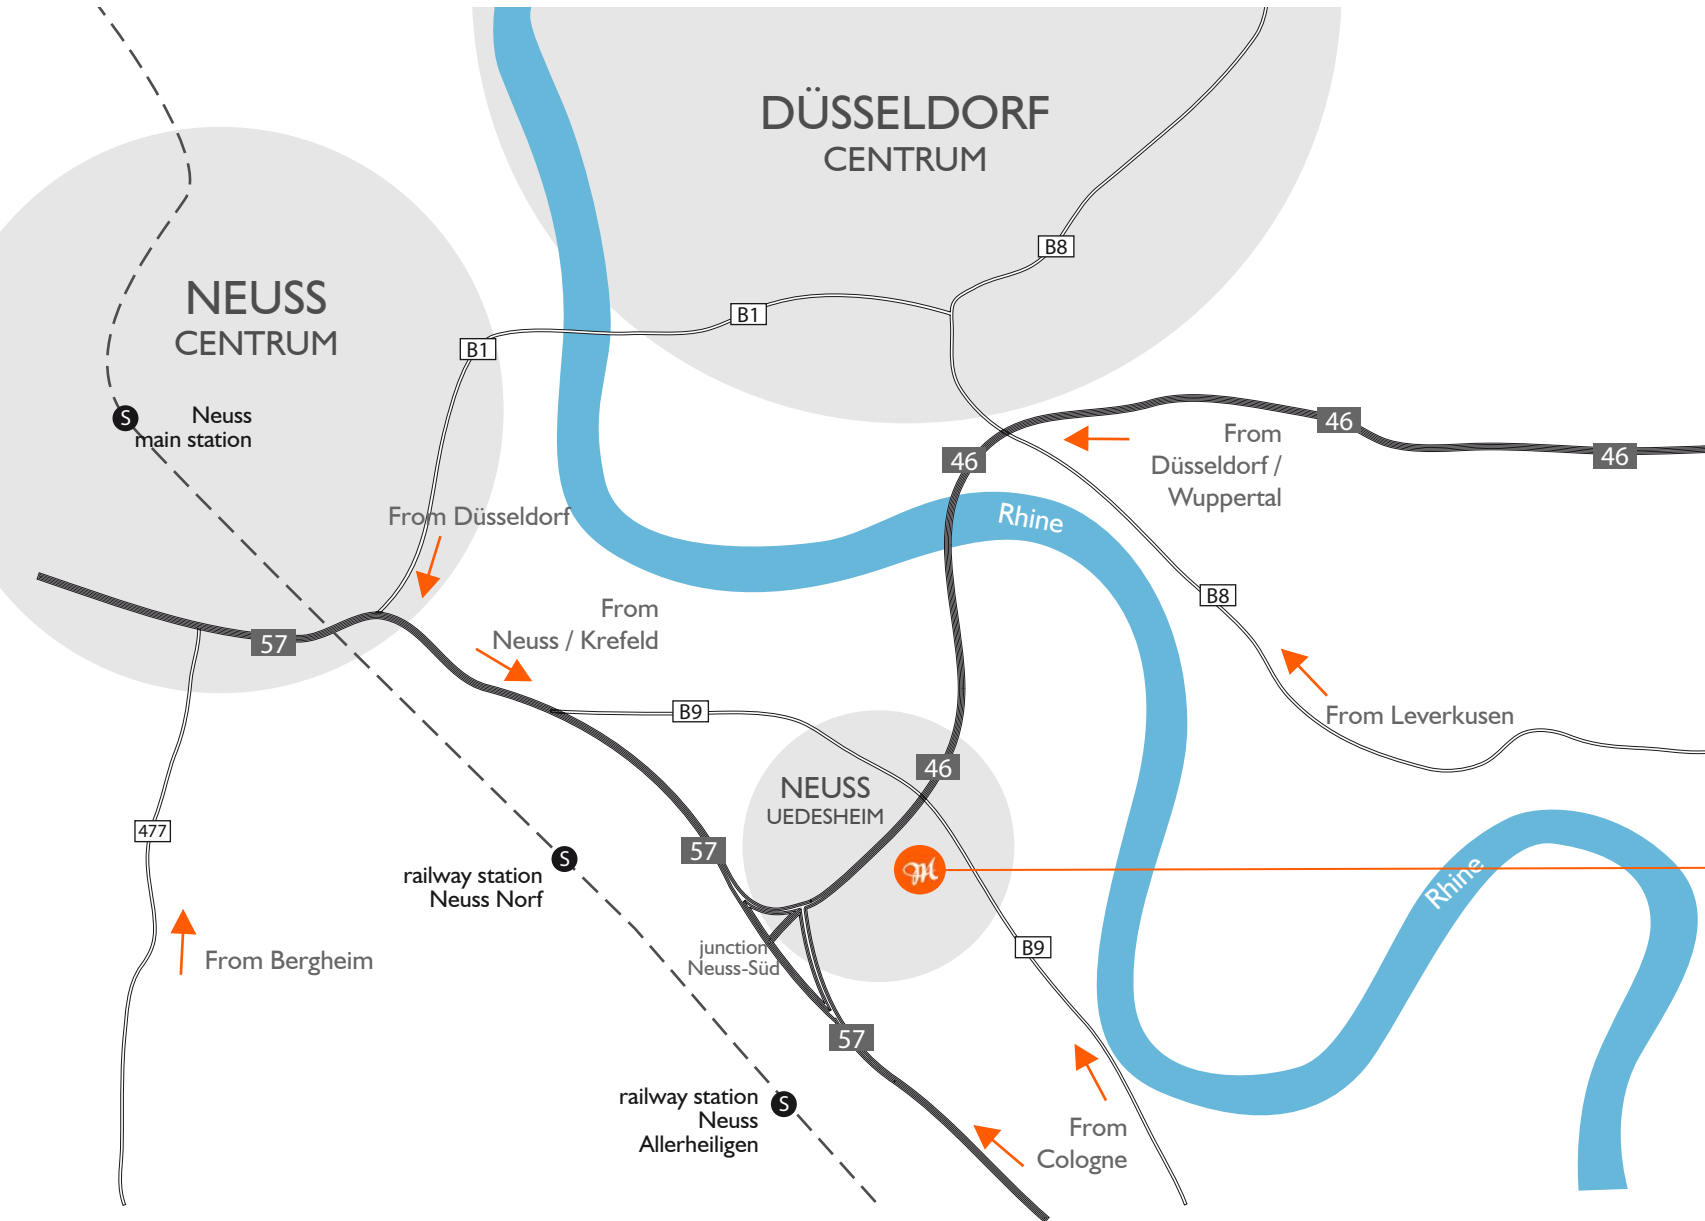 DÜSSELDORF
CENTRUM
B8
NEUSS
CENTRUM
B1
B1
S
Neuss
main station
46
46
46
From
Düsseldorf /
Wuppertal
Rhine
From Düsseldorf
B8
From
Neuss / Krefeld
57
B9
From Leverkusen
46
NEUSS
UEDESHEIM
477
57
S
railway station
Neuss Norf
M
Rhine
junction
Neuss-Süd
B9
From Bergheim
57
railway station
Neuss
Allerheiligen
S
From
Cologne